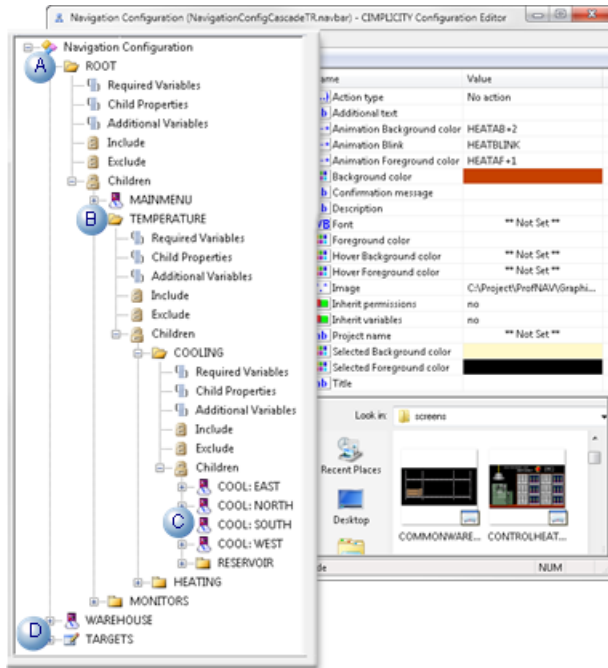 Navigation Configuration (NavigationConfigCascadeTR.navbar) - CIMPLICITY Configuration Editor
Navigation Configuration
A
ROOT
Required Variables
Child Properties
Additional Variables
Include
Exclude
Children
MAINMENU
B
TEMPERATURE
Required Variables
Child Properties
Additional Variables
Include
Exclude
Children
COOLING
Required Variables
Child Properties
Additional Variables
Include
Exclude
Children
COOL: EAST
COOL: NORTH
C
COOL: SOUTH
COOL: WEST
RESERVOIR
HEATING
MONITORS
WAREHOUSE
D
TARGETS
ame Value
Action type No action
Additional text
Animation Background color HEATAB+2
Animation Blink HEATBLINK
Animation Foreground color HEATAF+1
Background color
Confirmation message
Description
Font ** Not Set **
Foreground color
Hover Background color ** Not Set **
Hover Foreground color ** Not Set **
Image C:\Project\ProfNAV\Graphi...
Inherit permissions no
Inherit variables no
Project name ** Not Set **
Selected Background color
Selected Foreground color
Title
Look in: screens
Recent Places
Desktop
COMMONWARE... CONTROLHEAT...
de NUM